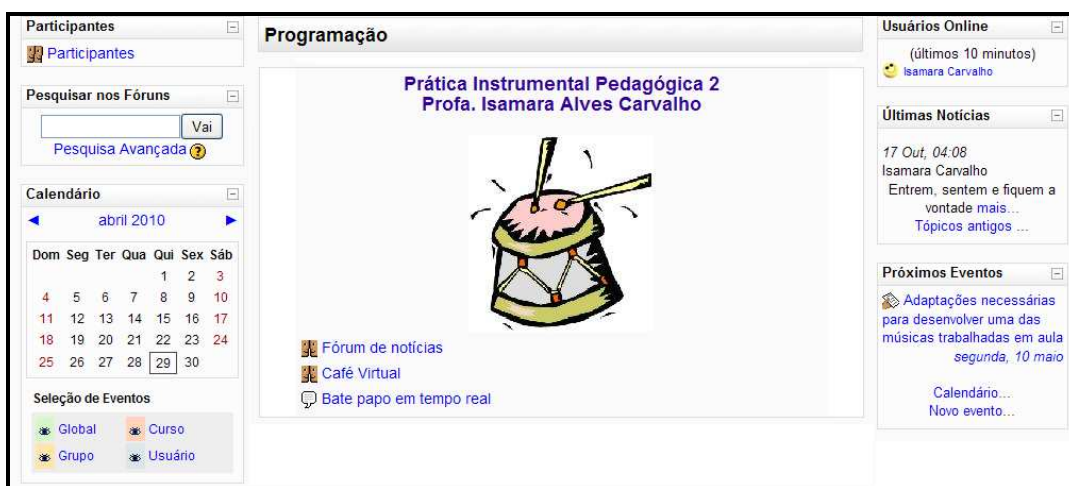 Participantes
Participantes
Pesquisar nos Fóruns
Vai
Pesquisa Avançada ?
Calendário
abril 2010
Dom Seg Ter Qua Qui Sex Sáb
1 2 3
4 5 6 7 8 9 10
11 12 13 14 15 16 17
18 19 20 21 22 23 24
25 26 27 28 29 30
Seleção de Eventos
Global Curso
Grupo Usuário
Programação
Prática Instrumental Pedagógica 2
Profa. Isamara Alves Carvalho
Fórum de notícias
Café Virtual
Bate papo em tempo real
Usuários Online
(últimos 10 minutos)
Isamara Carvalho
Últimas Notícias
17 Out, 04:08
Isamara Carvalho
Entrem, sentem e fiquem a
vontade mais...
Tópicos antigos ...
Próximos Eventos
Adaptações necessárias
para desenvolver uma das
músicas trabalhadas em aula
segunda, 10 maio
Calendário...
Novo evento...